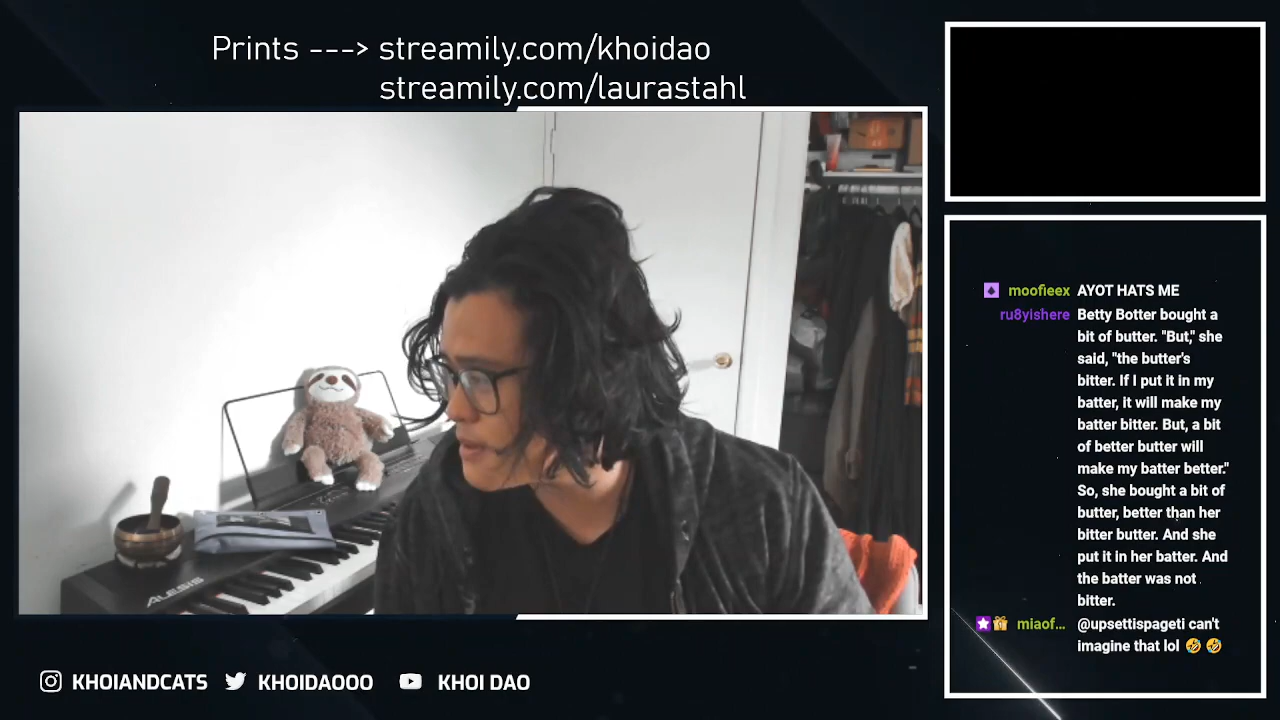 Prints ---> streamily.com/khoidao
streamily.com/laurastahl
ALESIS
moofieex AYOT HATS ME
ru8yishere Betty Botter bought a
bit of butter. "But," she
said, "the butter's
bitter. If I put it in my
batter, it will make my
batter bitter. But, a bit
of better butter will
make my batter better."
So, she bought a bit of
butter, better than her
bitter butter. And she
put it in her batter. And
the batter was not
bitter.
miaof... @upsettispageti can't
imagine that lol 🤣 🤣
KHOIANDCATS KHOIDAOOO KHOI DAO